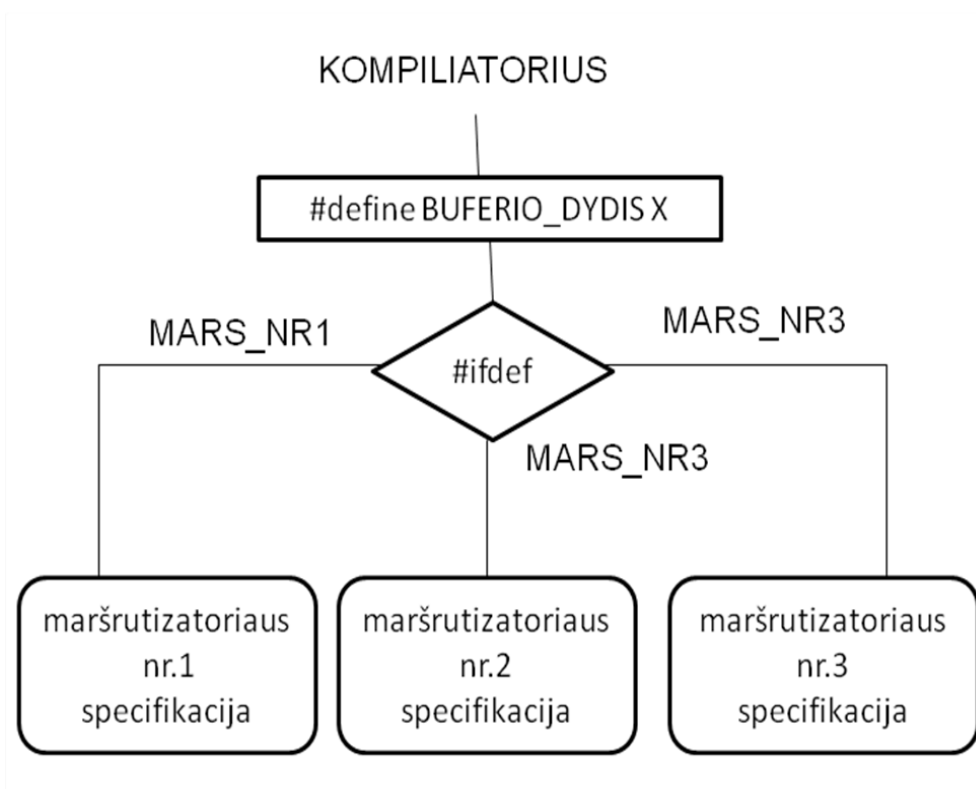 KOMPILIATORIUS
#define BUFERIO_DYDIS X
MARS_NR1
MARS_NR3
#ifdef
MARS_NR3
maršrutizatoriaus
nr.1
specifikacija
maršrutizatoriaus
nr.2
specifikacija
maršrutizatoriaus
nr.3
specifikacija